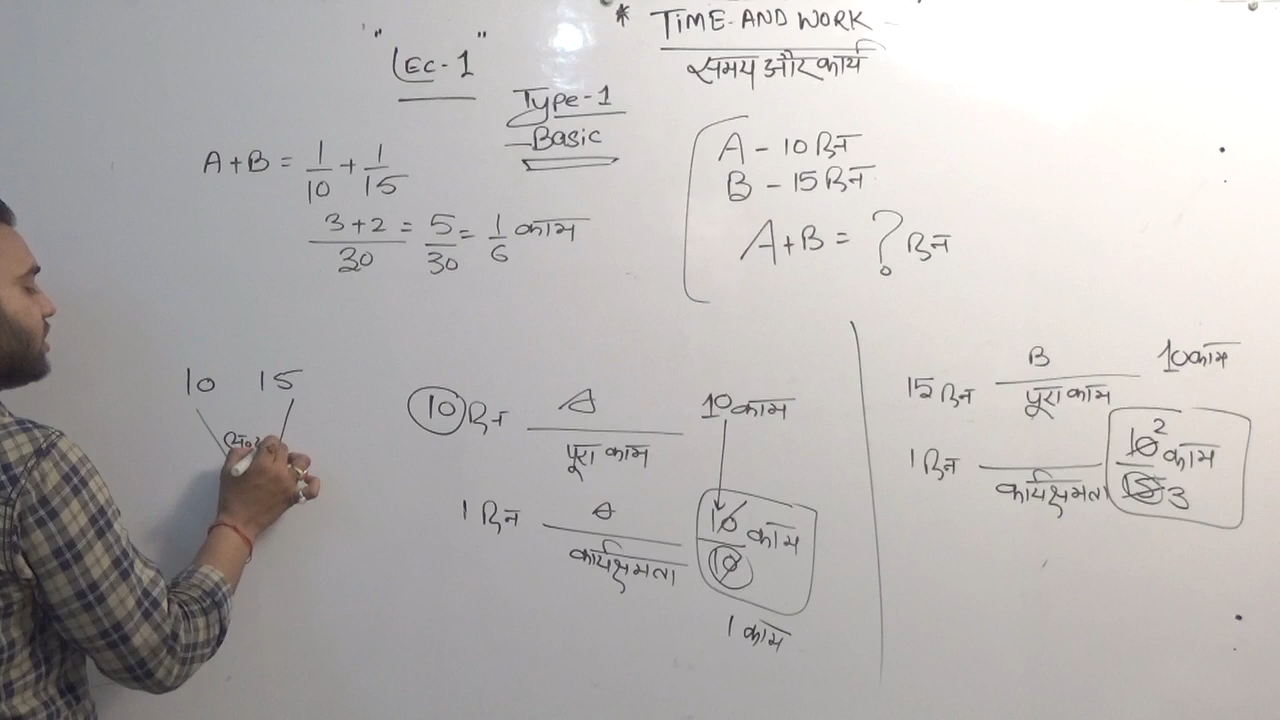 * TIME AND WORK
समय और कार्य
"LEC-1"
Type-1
Basic
A - 10 दिन
B - 15 दिन
A+B = ? दिन
A+B = 1/10 + 1/15
3+2/30 = 5/30 = 1/6 काम
10 15
10 दिन A 10 काम
पूरा काम
1 दिन A 10/10 काम
कार्यक्षमता
1 काम
B 10 काम
15 दिन पूरा काम
1 दिन 10/15 2/3 काम
कार्यक्षमता